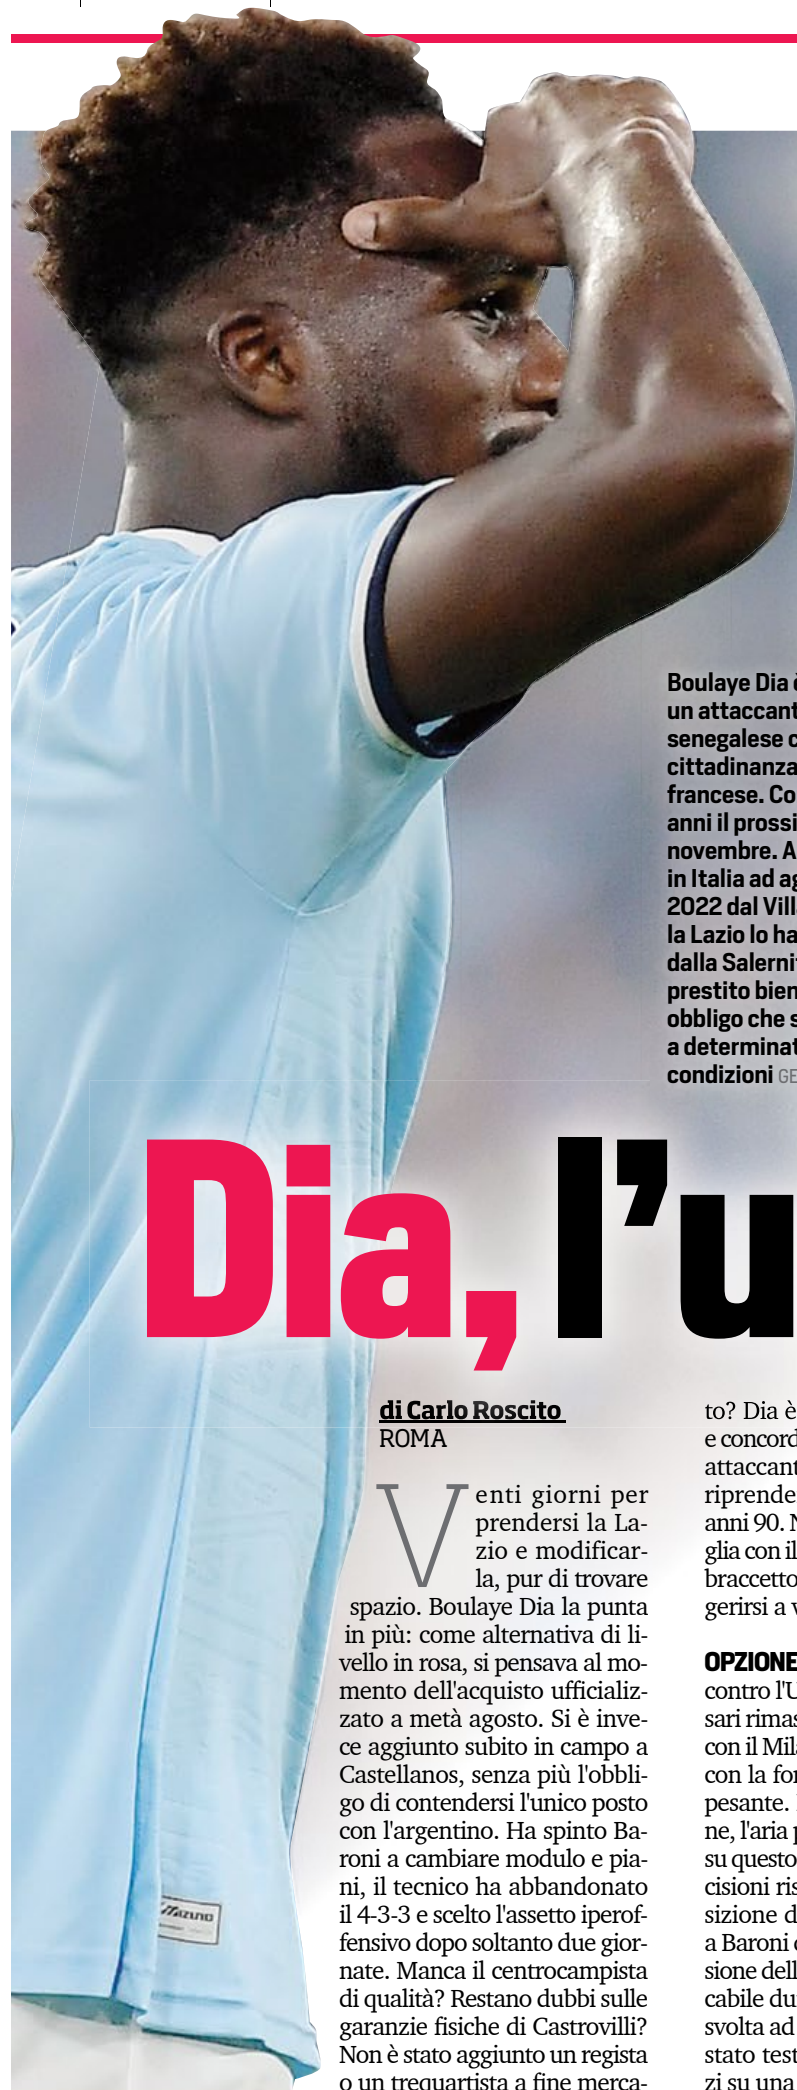 Boulaye Dia è
un attaccant
senegalese c
cittadinanza
francese. Co
anni il prossi
novembre. A
in Italia ad ag
2022 dal Vill
la Lazio lo ha
dalla Salerni
prestito bien
obbligo che s
a determinat
condizioni GE
Dia, l'u
di Carlo Roscito
ROMA
Venti giorni per
prendersi la La-
zio e modificar-
la, pur di trovare
spazio. Boulaye Dia la punta
in più: come alternativa di li-
vello in rosa, si pensava al mo-
mento dell'acquisto ufficializ-
zato a metà agosto. Si è inve-
ce aggiunto subito in campo a
Castellanos, senza più l'obbli-
go di contendersi l'unico posto
con l'argentino. Ha spinto Ba-
roni a cambiare modulo e pia-
ni, il tecnico ha abbandonato
il 4-3-3 e scelto l'assetto iperof-
fensivo dopo soltanto due gior-
nate. Manca il centrocampista
di qualità? Restano dubbi sulle
garanzie fisiche di Castrovilli?
Non è stato aggiunto un regista
o un trequartista a fine merca-
to? Dia è
e concord
attaccant
riprende
anni 90. N
glia con il
braccetto
gerirsi a v
OPZIONE
contro l'U
sari rimas
con il Mila
con la for
pesante.
ne, l'aria p
su questo
cisioni ris
sizione d
a Baroni c
sione dell
cabile du
svolta ad
stato test
zi su una
Mizuno